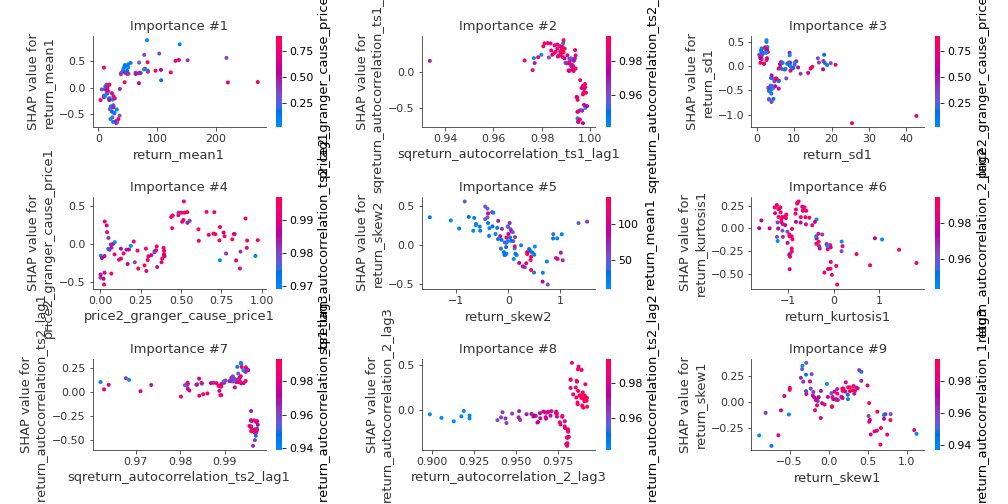 Importance #1
SHAP value for
return_mean1
0.5
0.0
−0.5
0
100
200
return_mean1
0.75
0.50
0.25
Importance #2
SHAP value for
0.0
−0.5
0.94
0.96
0.98
1.00
sqreturn_autocorrelation_ts1_lag1
0.98
0.96
Importance #3
SHAP value for
return_sd1
0.5
0.0
−0.5
−1.0
0
10
20
30
40
return_sd1
0.75
0.50
0.25
Importance #4
SHAP value for
price2_granger_cause_price1
0.5
0.0
−0.5
0.00
0.25
0.50
0.75
1.00
price2_granger_cause_price1
0.99
0.98
0.97
Importance #5
SHAP value for
return_skew2
0.5
0.0
−0.5
−1
0
1
return_skew2
100
50
return_mean1
Importance #6
SHAP value for
return_kurtosis1
0.25
0.00
−0.25
−0.50
−1
0
1
return_kurtosis1
0.98
0.96
Importance #7
SHAP value for
0.25
0.00
−0.25
−0.50
0.97
0.98
0.99
sqreturn_autocorrelation_ts2_lag1
0.98
0.96
0.94
Importance #8
SHAP value for
return_autocorrelation_2_lag3
0.0
0.900
0.925
0.950
0.975
return_autocorrelation_2_lag3
0.98
0.96
Importance #9
SHAP value for
return_skew1
0.25
0.00
−0.25
−0.5
0.0
0.5
1.0
return_skew1
0.98
0.96
0.94